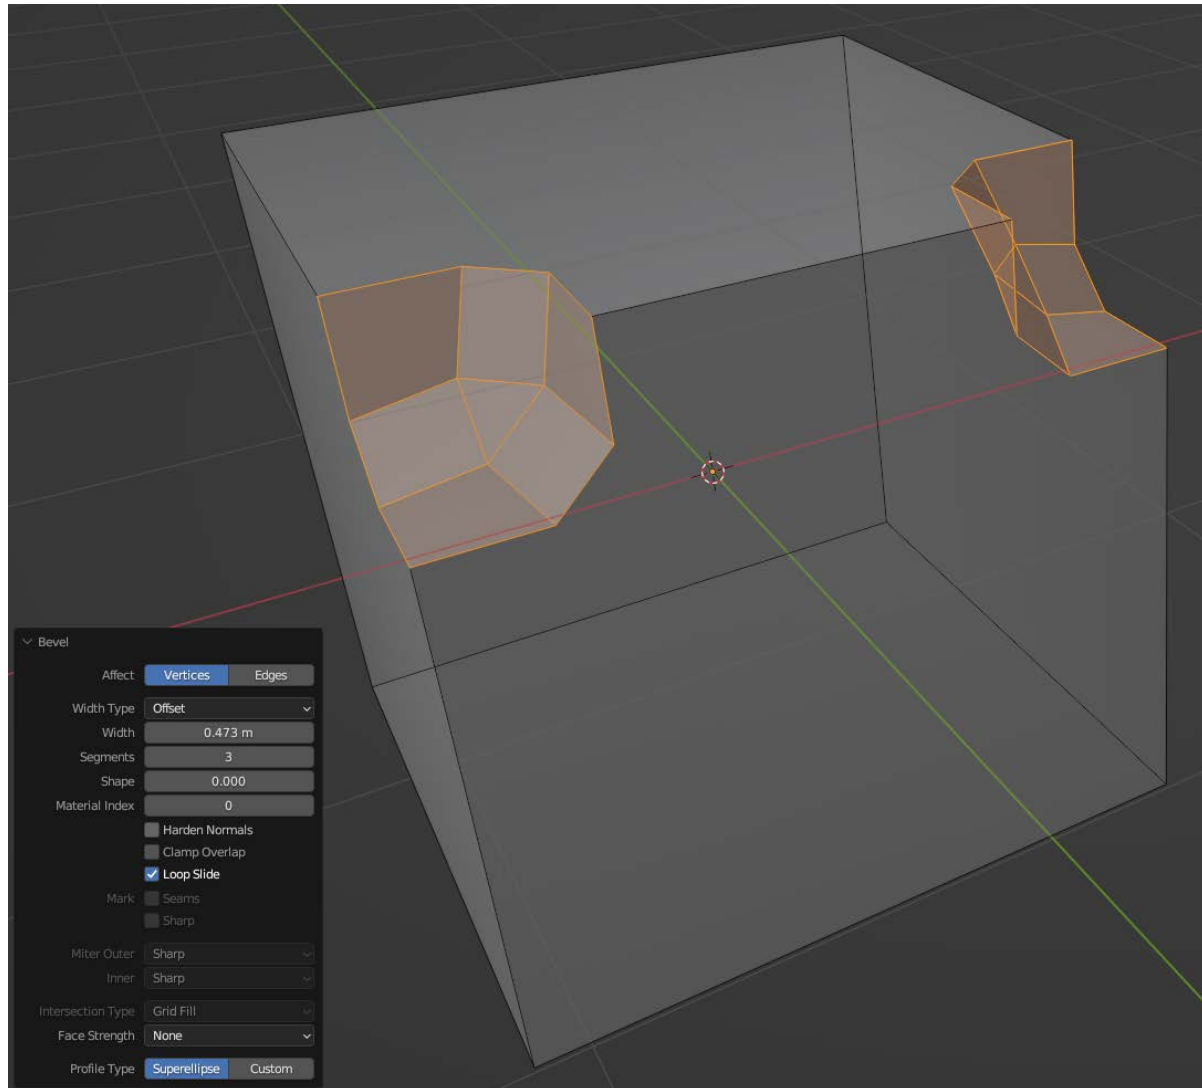 Bevel
Affect Vertices Edges
Width Type Offset
Width 0.473 m
Segments 3
Shape 0.000
Material Index 0
Harden Normals
Clamp Overlap
Loop Slide
Mark Seams
Sharp
Miter Outer Sharp
Inner Sharp
Intersection Type Grid Fill
Face Strength None
Profile Type Superellipse Custom